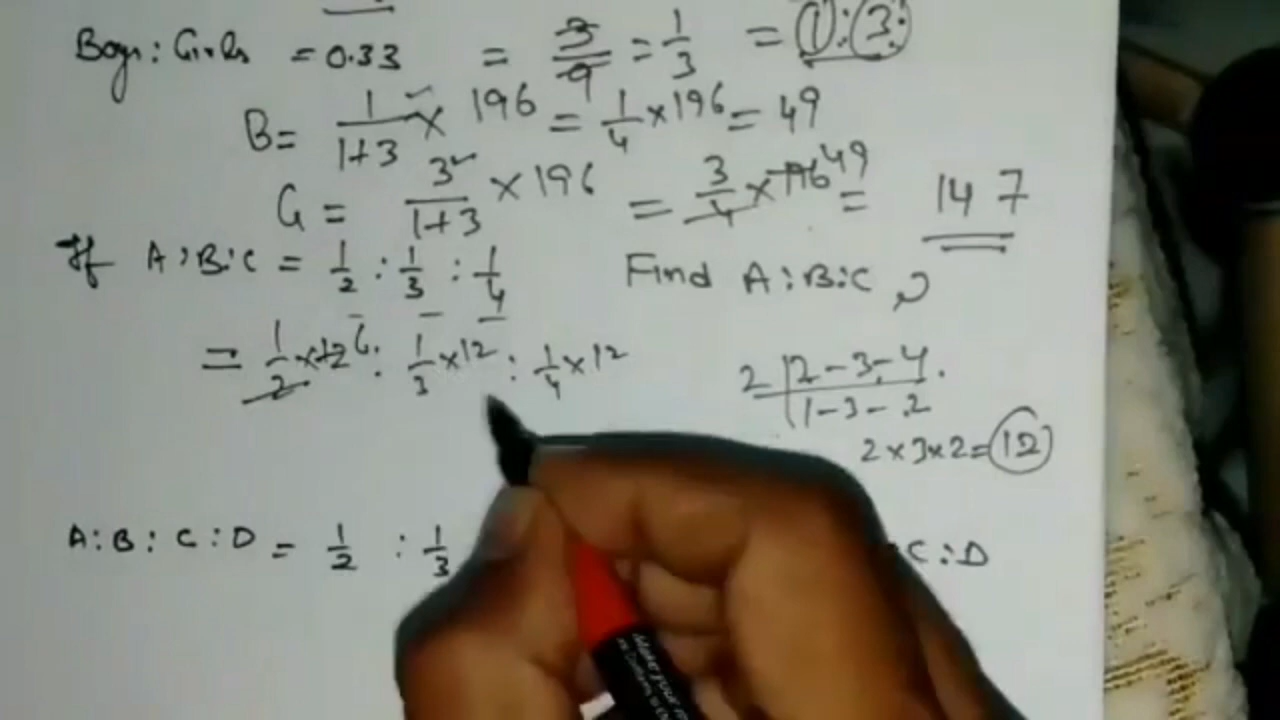 Boys : Girls = 0.33 = 3/9 = 1/3 = 1 : 3
B = 1/1+3 × 196 = 1/4 × 196 = 49
G = 3/1+3 × 196 = 3/4 × 196 49 = 147
If A:B:C = 1/2 : 1/3 : 1/4 Find A:B:C
= 1/2 × 12 6 : 1/3 × 12 : 1/4 × 12
2 | 2 - 3 - 4
1 - 3 - 2
2 × 3 × 2 = 12
A : B : C : D = 1/2 : 1/3 C : D